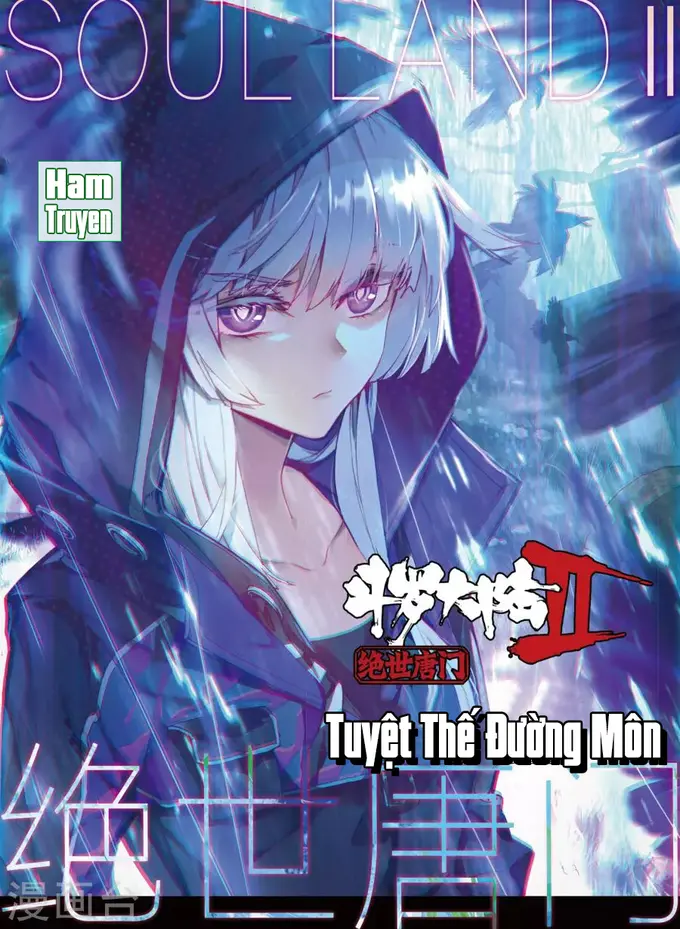 SOUL LAND II
Ham
Truyen
斗罗大陆II
绝世唐门
Tuyệt Thế Đường Môn
绝世唐门
漫画台